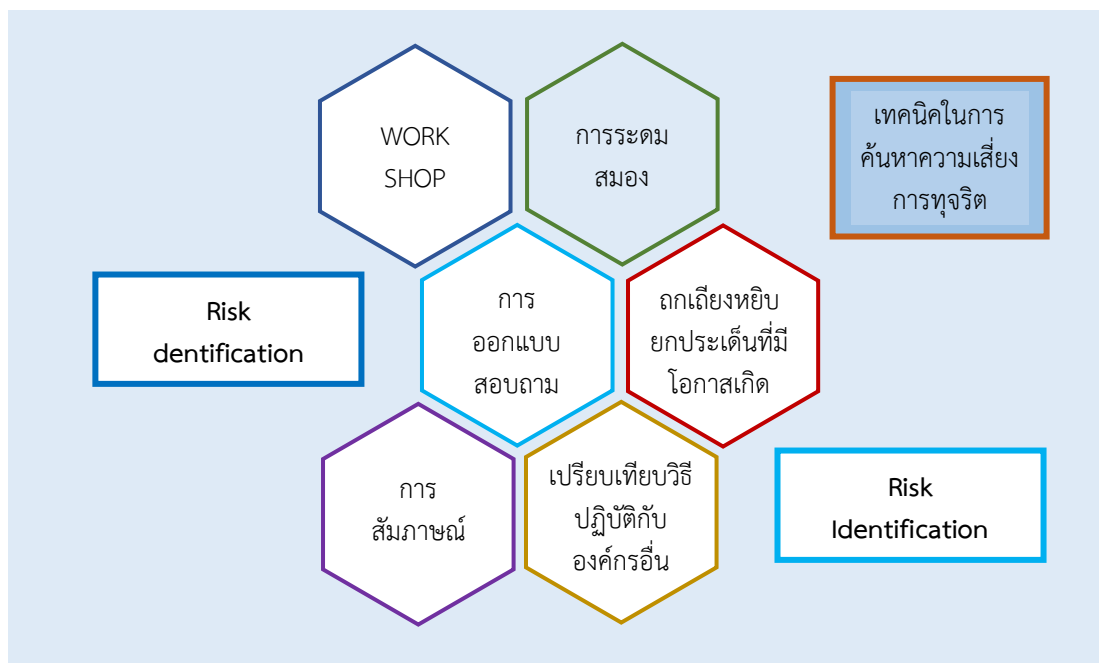 WORK
SHOP
การระดม
สมอง
เทคนิคในการ
ค้นหาความเสี่ยง
การทุจริต
Risk
dentification
การ
ออกแบบ
สอบถาม
ถกเถียงหยิบ
ยกประเด็นที่มี
โอกาสเกิด
การ
สัมภาษณ์
เปรียบเทียบวิธี
ปฏิบัติกับ
องค์กรอื่น
Risk
Identification